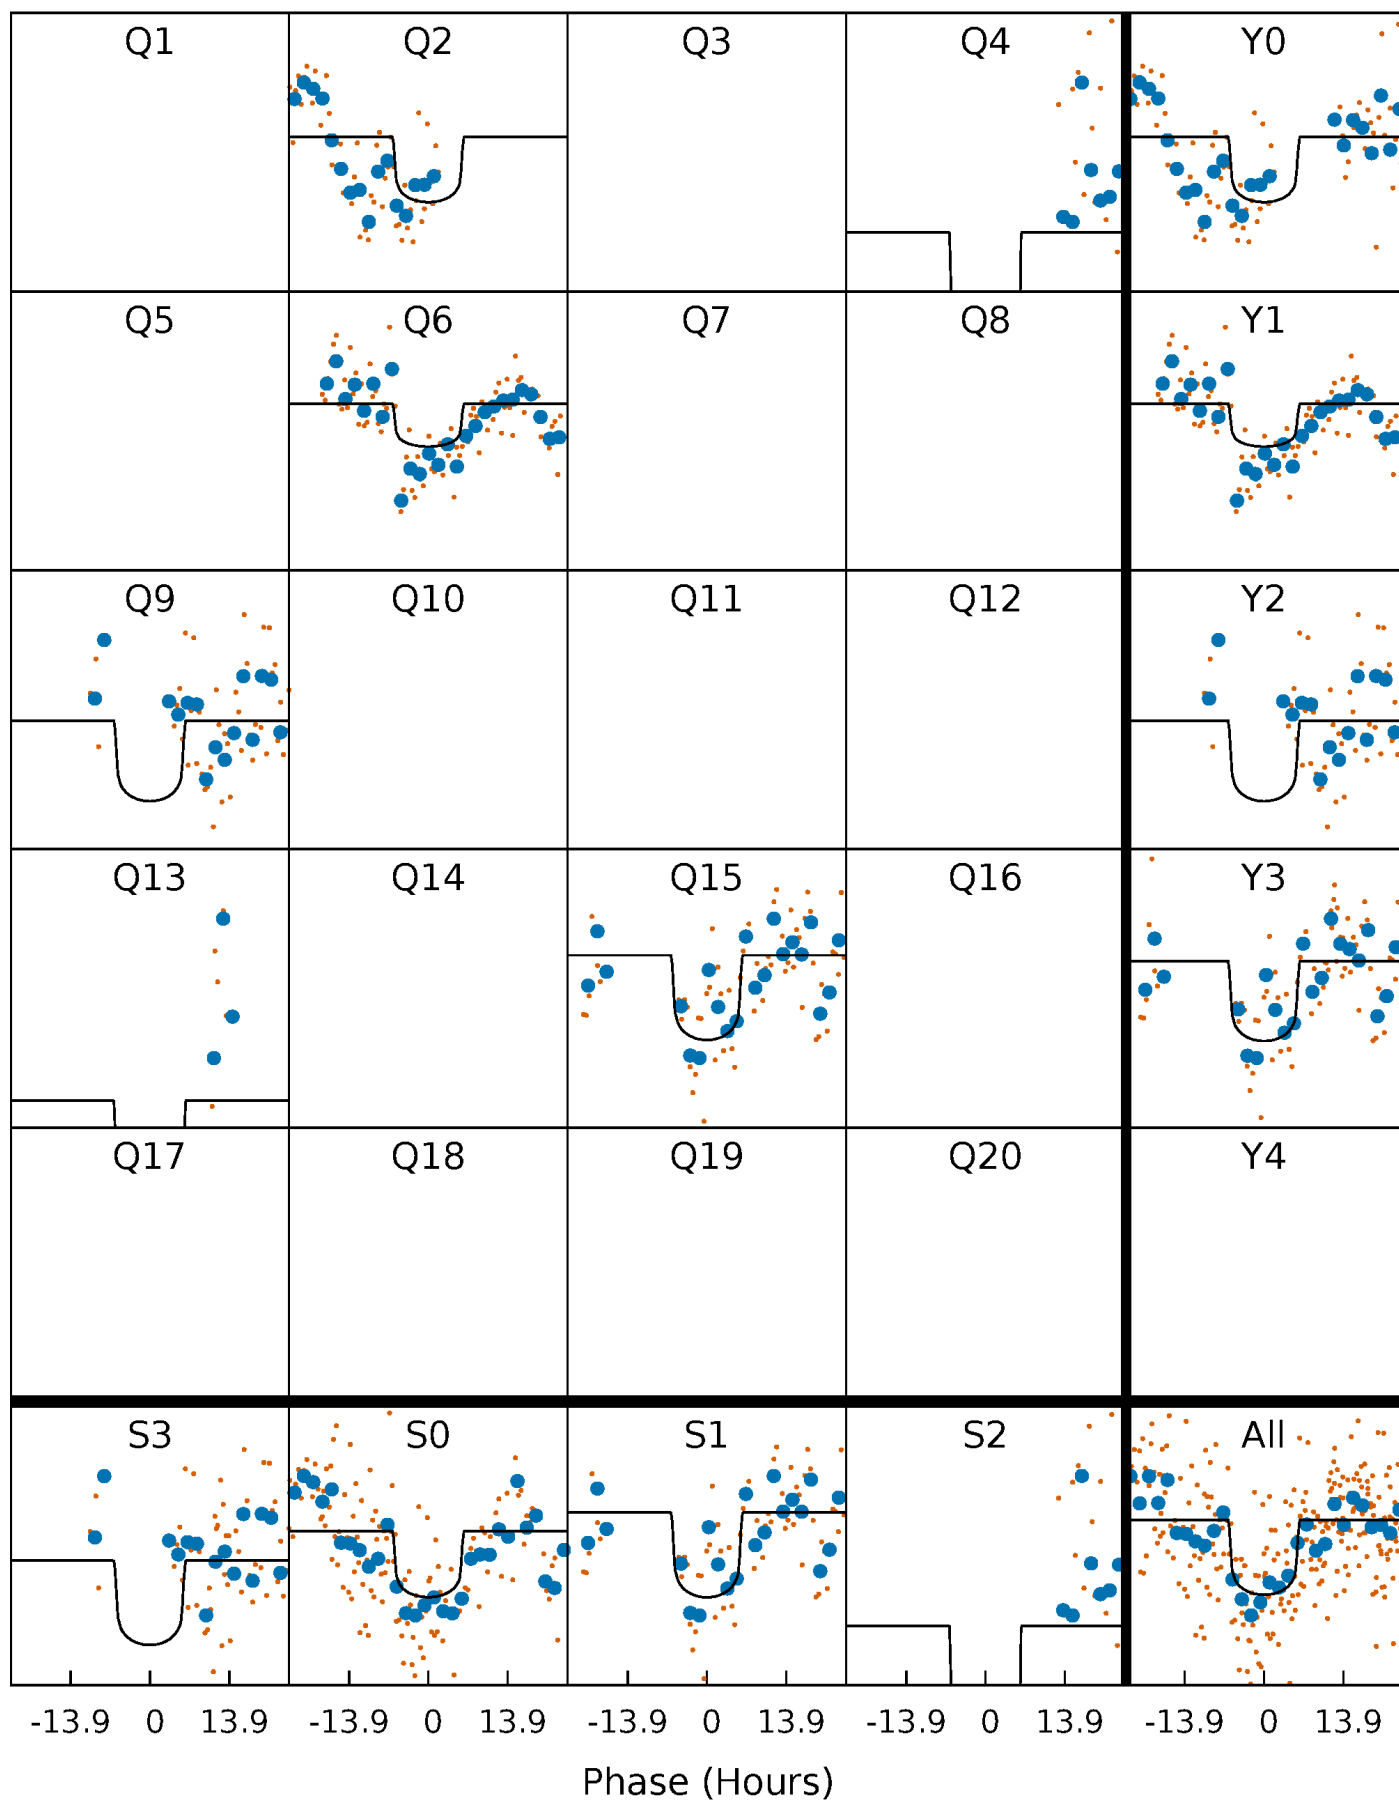 Q1 Q2 Q3 Q4 Y0
Q5 Q6 Q7 Q8 Y1
Q9 Q10 Q11 Q12 Y2
Q13 Q14 Q15 Q16 Y3
Q17 Q18 Q19 Q20 Y4
S3 S0 S1 S2 All
-13.9 0 13.9 -13.9 0 13.9 -13.9 0 13.9 -13.9 0 13.9 -13.9 0 13.9
Phase (Hours)